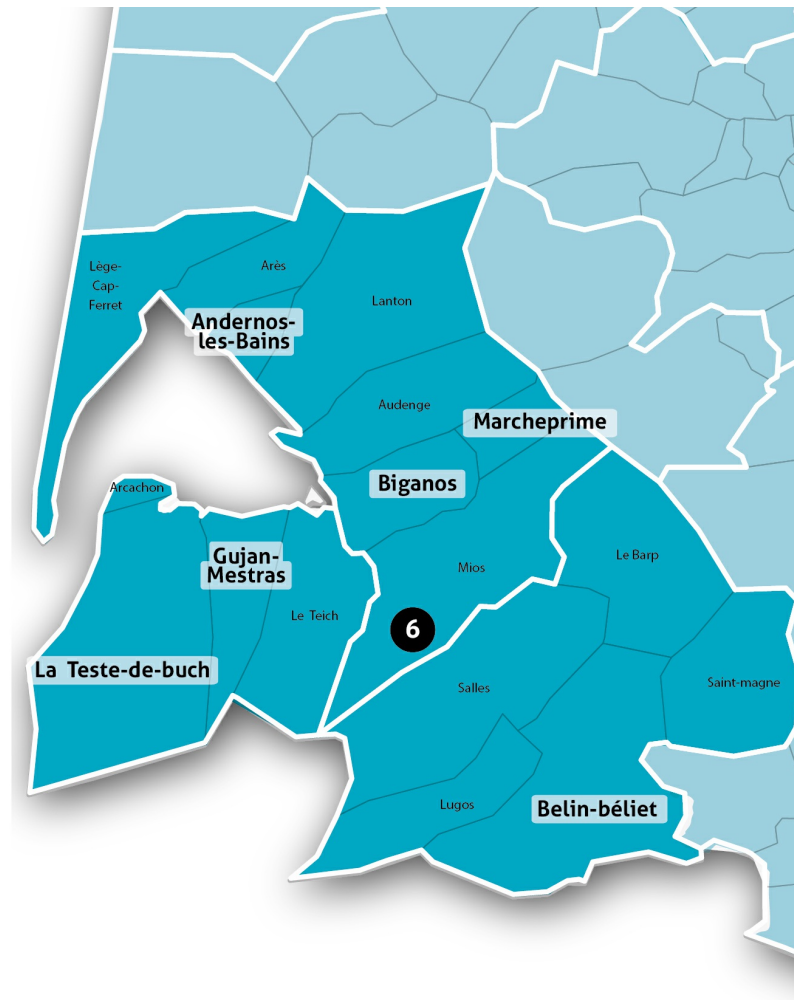 Lège-
Cap-
Ferret
Arès
Lanton
Andernos-
les-Bains
Audenge
Marcheprime
Biganos
Arcachon
Gujan-
Mestras
Mios
Le Barp
Le Teich
6
La Teste-de-buch
Salles
Saint-magne
Lugos
Belin-béliet